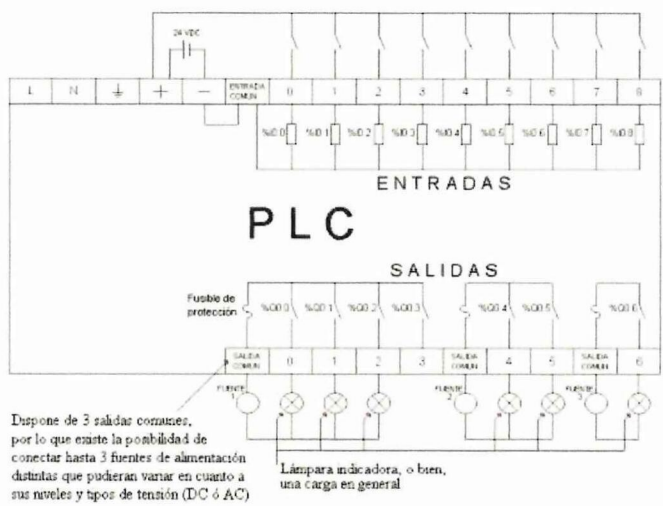 24 VDC
L N + - ENTRADA COMUN 0 1 2 3 4 5 6 7 8
%I0.0 %I0.1 %I0.2 %I0.3 %I0.4 %I0.5 %I0.6 %I0.7 %I0.8
ENTRADAS
PLC
SALIDAS
Fusible de
protección
%Q0.0 %Q0.1 %Q0.2 %Q0.3 %Q0.4 %Q0.5 %Q0.6
SALIDA COMUN 0 1 2 3 SALIDA COMUN 4 5 SALIDA COMUN 6
FUENTE 1 FUENTE 2 FUENTE 3
Dispone de 3 salidas comunes,
por lo que existe la posibilidad de
conectar hasta 3 fuentes de alimentación
distintas que pudieran variar en cuanto a
sus niveles y tipos de tensión (DC ó AC)
Lámpara indicadora, o bien,
una carga en general